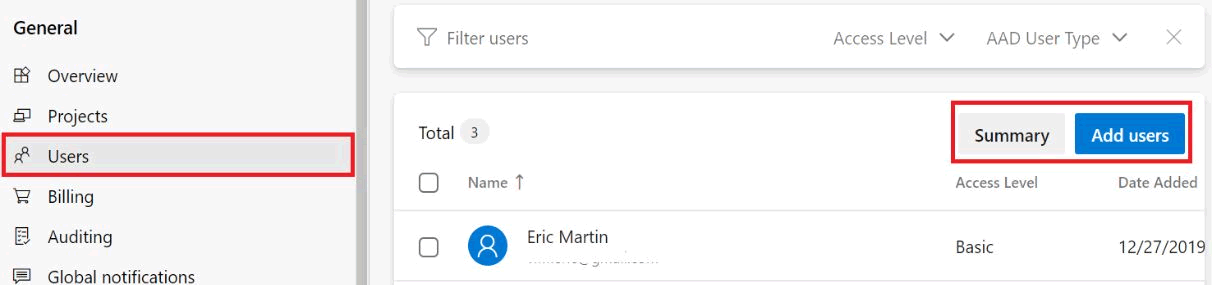 General
Overview
Projects
Users
Billing
Auditing
Global notifications
Filter users Access Level AAD User Type
Total 3 Summary Add users
Name ↑ Access Level Date Added
Eric Martin Basic 12/27/2019